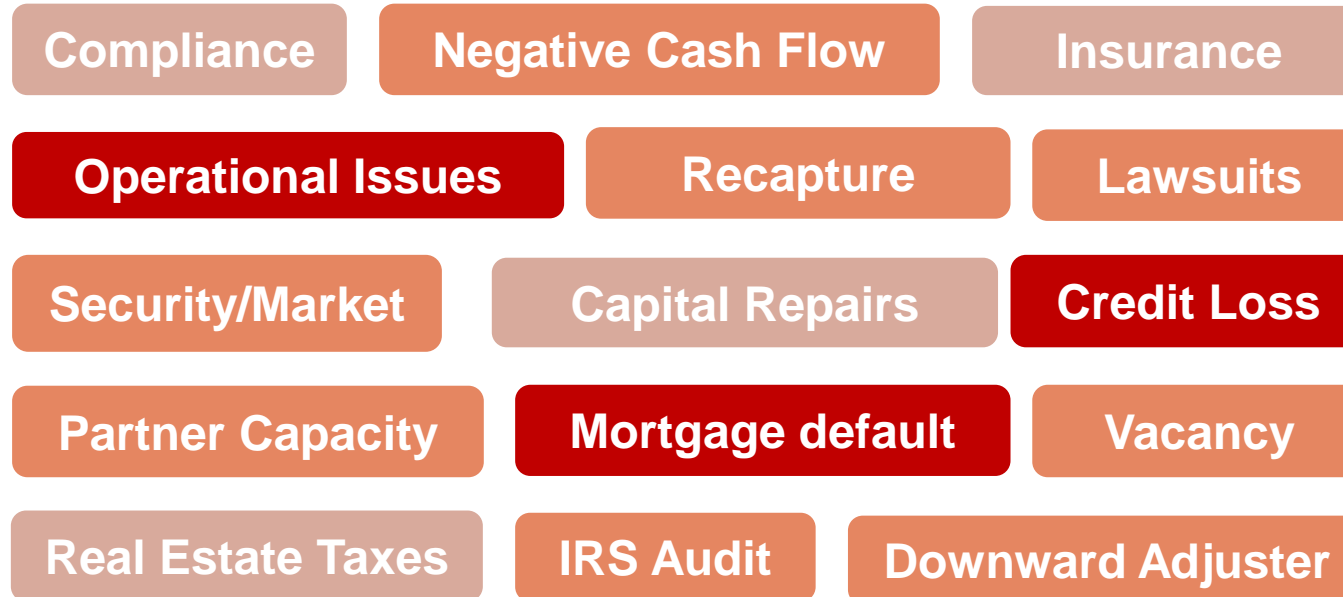 Compliance Negative Cash Flow Insurance
Operational Issues Recapture Lawsuits
Security/Market Capital Repairs Credit Loss
Partner Capacity Mortgage default Vacancy
Real Estate Taxes IRS Audit Downward Adjuster